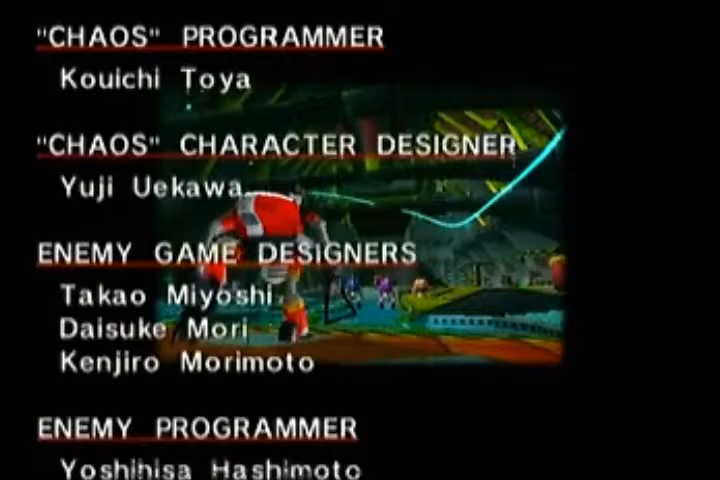 "CHAOS" PROGRAMMER
Kouichi Toya
"CHAOS" CHARACTER DESIGNER
Yuji Uekawa
ENEMY GAME DESIGNERS
Takao Miyoshi
Daisuke Mori
Kenjiro Morimoto
ENEMY PROGRAMMER
Yoshihisa Hashimoto